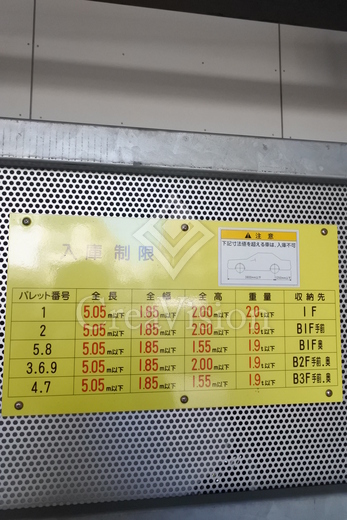 入庫制限
⚠ 注意
下記寸法値を超える車は、入庫不可
パレット番号 全長 全幅 全高 重量 収納先
1 5.05m以下 1.85m以下 2.00m以下 2.0t以下 1F
2 5.05m以下 1.85m以下 2.00m以下 1.9t以下 B1F手前
5.8 5.05m以下 1.85m以下 1.55m以下 1.9t以下 B1F奥
3.6.9 5.05m以下 1.85m以下 2.00m以下 1.9t以下 B2F手前.奥
4.7 5.05m以下 1.85m以下 1.55m以下 1.9t以下 B3F手前.奥